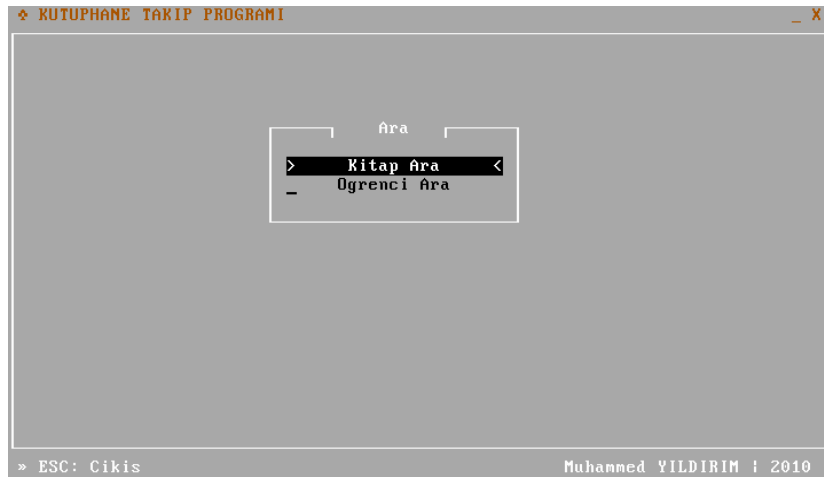 KUTUPHANE TAKIP PROGRAMI _ X
Ara
> Kitap Ara <
_ Ogrenci Ara
» ESC: Cikis Muhammed YILDIRIM ¦ 2010